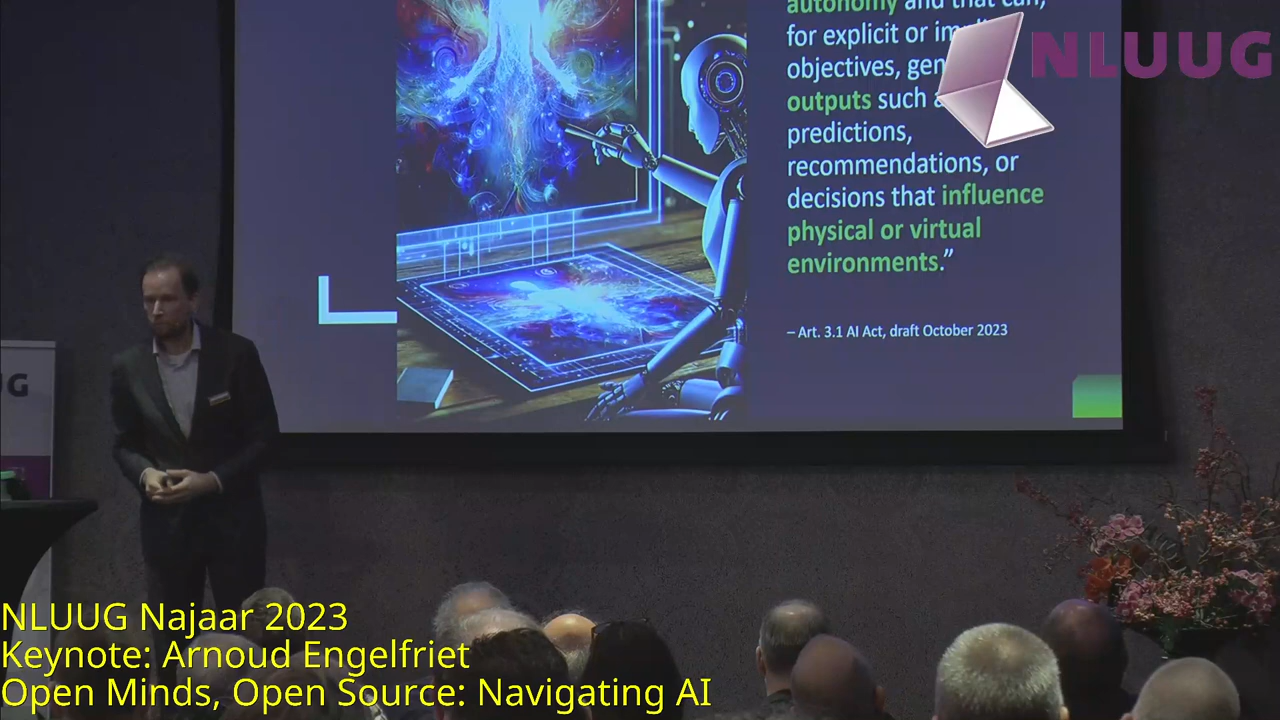 autonomy and that can,
for explicit or implicit
objectives, gen
outputs such a
predictions,
recommendations, or
decisions that influence
physical or virtual
environments.”
– Art. 3.1 AI Act, draft October 2023
NLUUG
UG
NLUUG Najaar 2023
Keynote: Arnoud Engelfriet
Open Minds, Open Source: Navigating AI